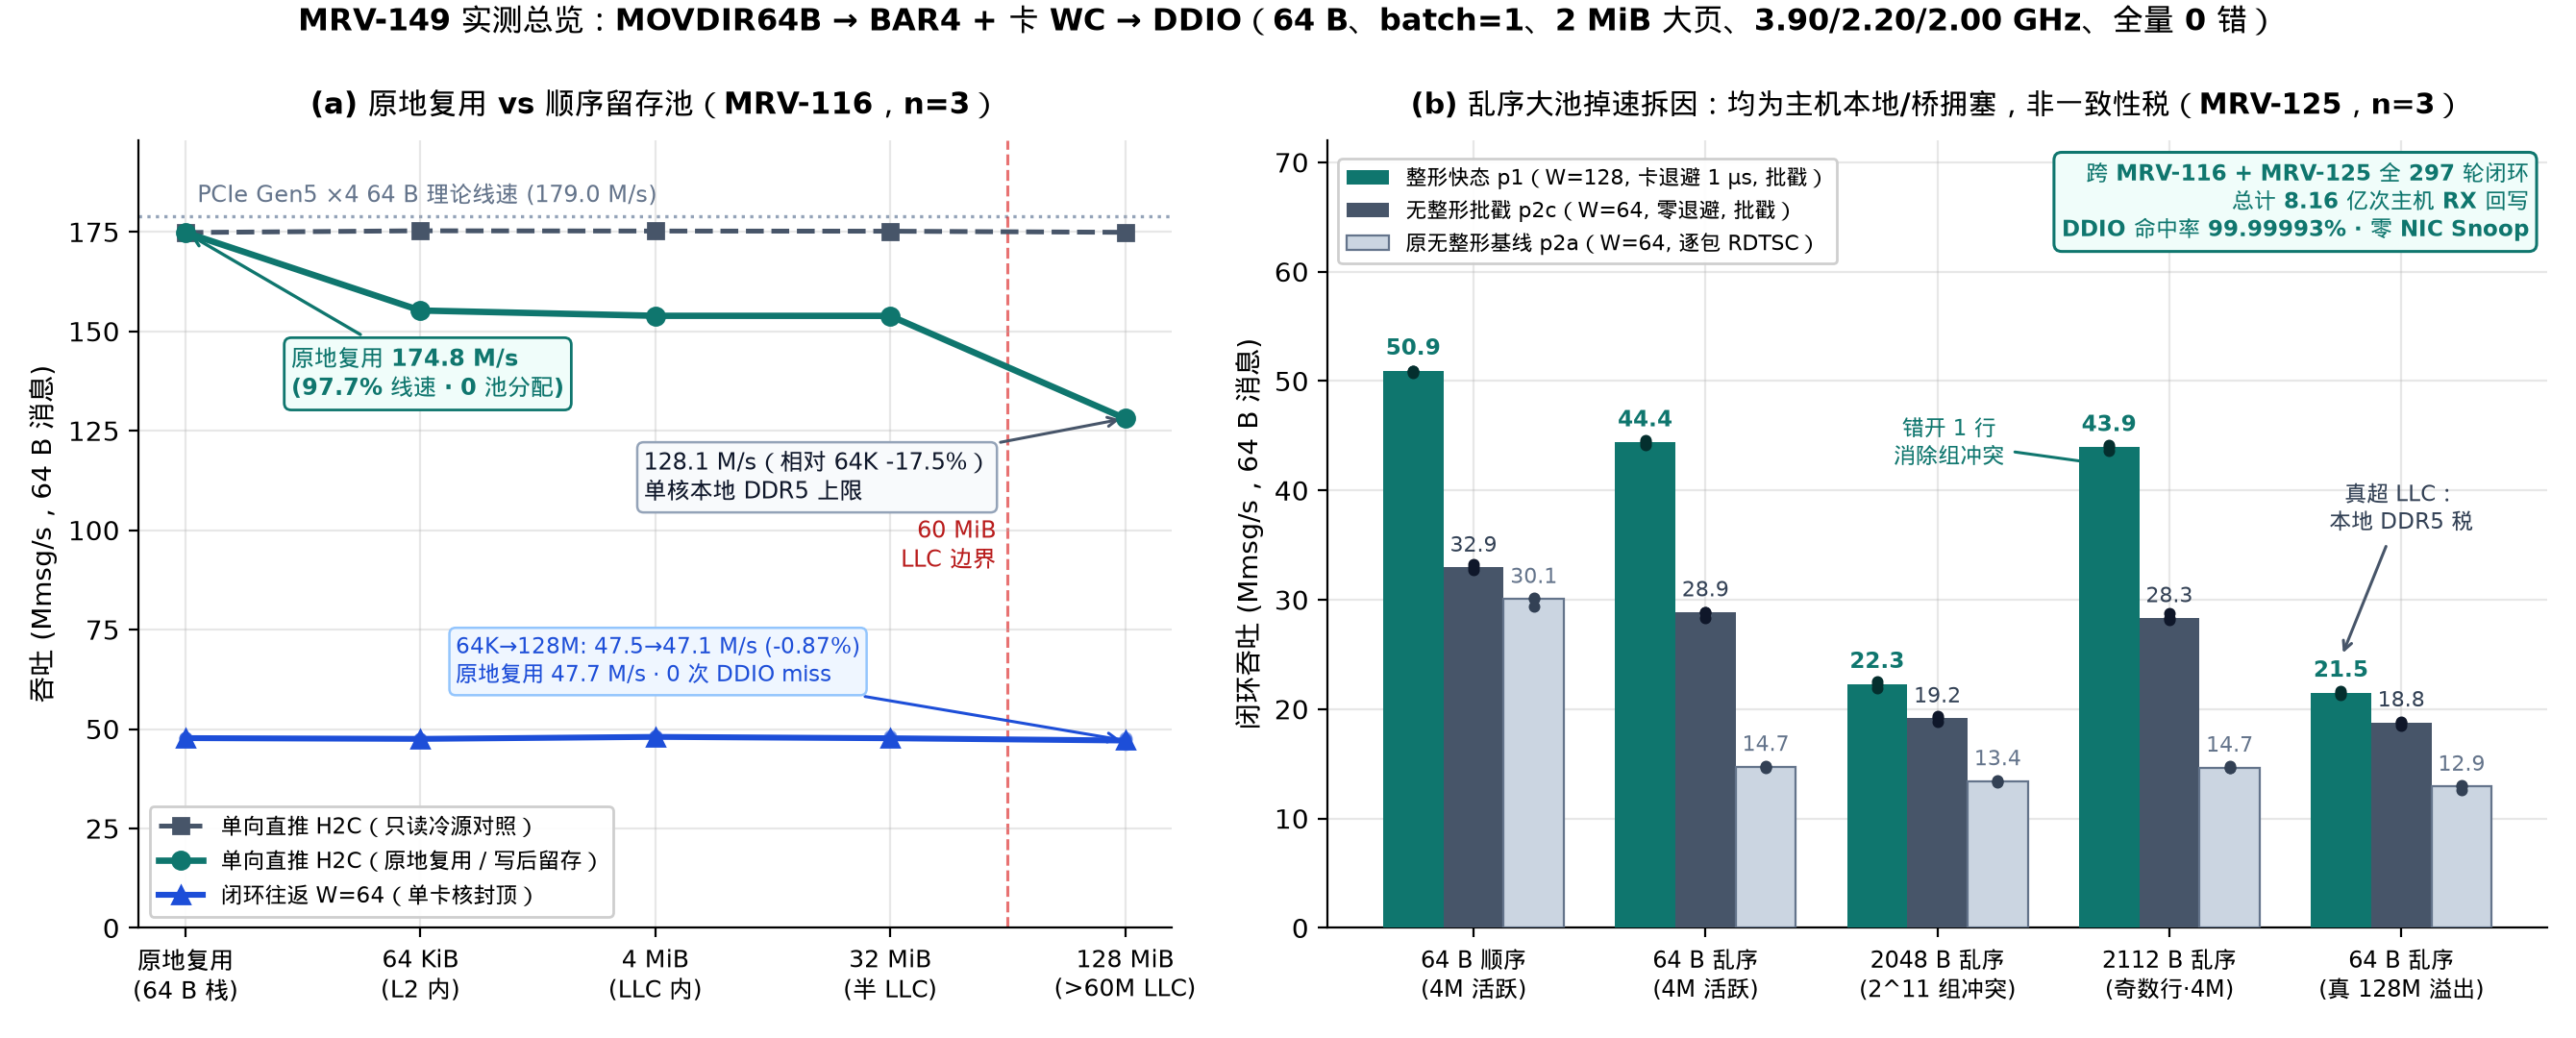 MRV-149 实测总览：MOVDIR64B → BAR4 + 卡 WC → DDIO（64 B、batch=1、2 MiB 大页、3.90/2.20/2.00 GHz、全量 0 错）
(a) 原地复用 vs 顺序留存池（MRV-116，n=3）
吞吐 (Mmsg/s，64 B 消息)
175
150
125
100
75
50
25
0
PCIe Gen5 ×4 64 B 理论线速 (179.0 M/s)
原地复用 174.8 M/s
(97.7% 线速 · 0 池分配)
128.1 M/s（相对 64K -17.5%）
单核本地 DDR5 上限
60 MiB
LLC 边界
64K→128M: 47.5→47.1 M/s (-0.87%)
原地复用 47.7 M/s · 0 次 DDIO miss
单向直推 H2C（只读冷源对照）
单向直推 H2C（原地复用 / 写后留存）
闭环往返 W=64（单卡核封顶）
原地复用
(64 B 栈)
64 KiB
(L2 内)
4 MiB
(LLC 内)
32 MiB
(半 LLC)
128 MiB
(>60M LLC)
(b) 乱序大池掉速拆因：均为主机本地/桥拥塞，非一致性税（MRV-125，n=3）
闭环吞吐 (Mmsg/s，64 B 消息)
70
60
50
40
30
20
10
0
整形快态 p1（W=128, 卡退避 1 μs, 批戳）
无整形批戳 p2c（W=64, 零退避, 批戳）
原无整形基线 p2a（W=64, 逐包 RDTSC）
跨 MRV-116 + MRV-125 全 297 轮闭环
总计 8.16 亿次主机 RX 回写
DDIO 命中率 99.99993% · 零 NIC Snoop
50.9
32.9
30.1
44.4
28.9
14.7
22.3
19.2
13.4
错开 1 行
消除组冲突
43.9
28.3
14.7
真超 LLC：
本地 DDR5 税
21.5
18.8
12.9
64 B 顺序
(4M 活跃)
64 B 乱序
(4M 活跃)
2048 B 乱序
(2^11 组冲突)
2112 B 乱序
(奇数行·4M)
64 B 乱序
(真 128M 溢出)